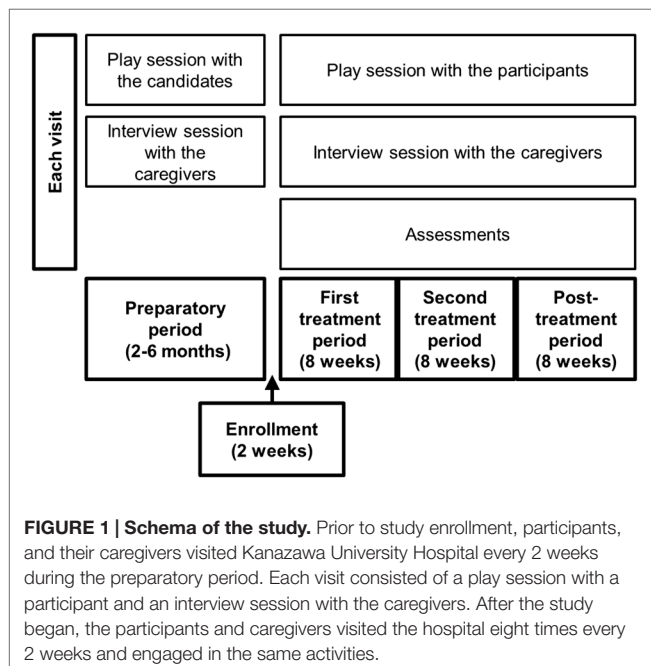 Each visit
Play session with
the candidates
Play session with the participants
Interview session
with the
caregivers
Interview session with the caregivers
Assessments
Preparatory
period
(2-6 months)
First
treatment
period
(8 weeks)
Second
treatment
period
(8 weeks)
Post-
treatment
period
(8 weeks)
Enrollment
(2 weeks)
FIGURE 1 | Schema of the study. Prior to study enrollment, participants,
and their caregivers visited Kanazawa University Hospital every 2 weeks
during the preparatory period. Each visit consisted of a play session with a
participant and an interview session with the caregivers. After the study
began, the participants and caregivers visited the hospital eight times every
2 weeks and engaged in the same activities.